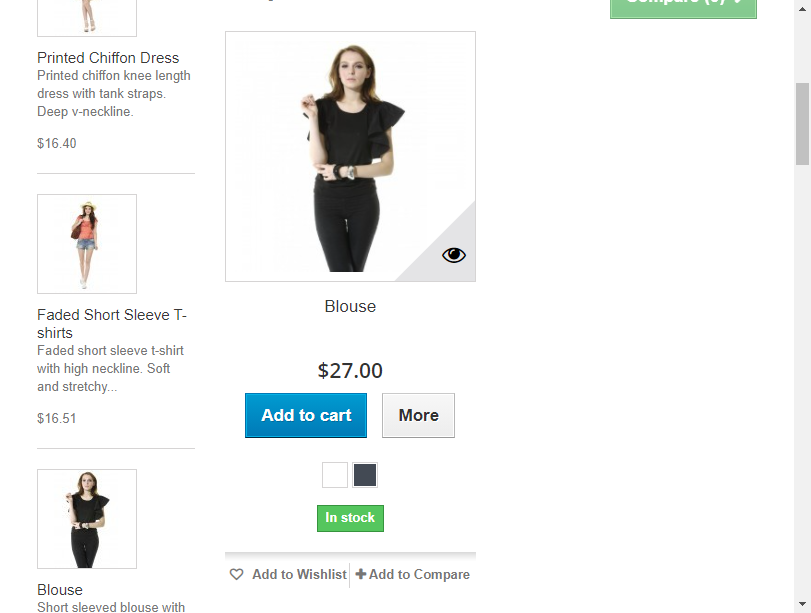 Printed Chiffon Dress
Printed chiffon knee length
dress with tank straps.
Deep v-neckline.
$16.40
Faded Short Sleeve T-
shirts
Faded short sleeve t-shirt
with high neckline. Soft
and stretchy...
$16.51
Blouse
Short sleeved blouse with
Compare (0)
Blouse
$27.00
Add to cart
More
In stock
Add to Wishlist
Add to Compare